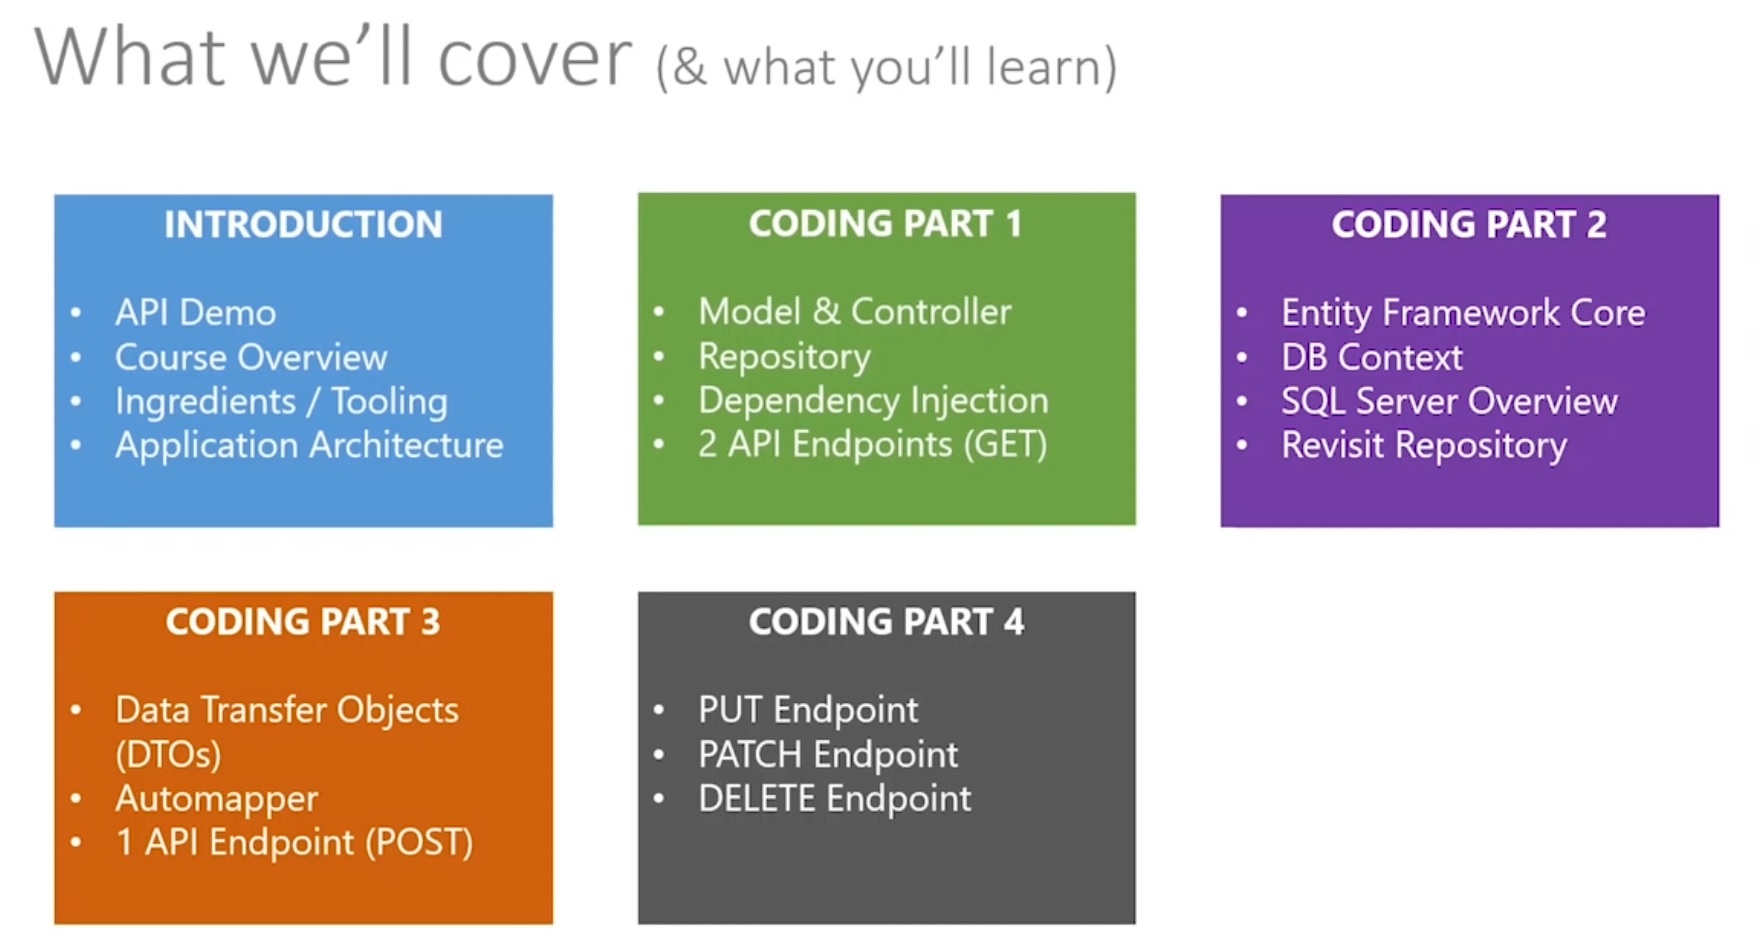 What we’ll cover (& what you’ll learn)
INTRODUCTION
• API Demo
• Course Overview
• Ingredients / Tooling
• Application Architecture
CODING PART 1
• Model & Controller
• Repository
• Dependency Injection
• 2 API Endpoints (GET)
CODING PART 2
• Entity Framework Core
• DB Context
• SQL Server Overview
• Revisit Repository
CODING PART 3
• Data Transfer Objects
(DTOs)
• Automapper
• 1 API Endpoint (POST)
CODING PART 4
• PUT Endpoint
• PATCH Endpoint
• DELETE Endpoint